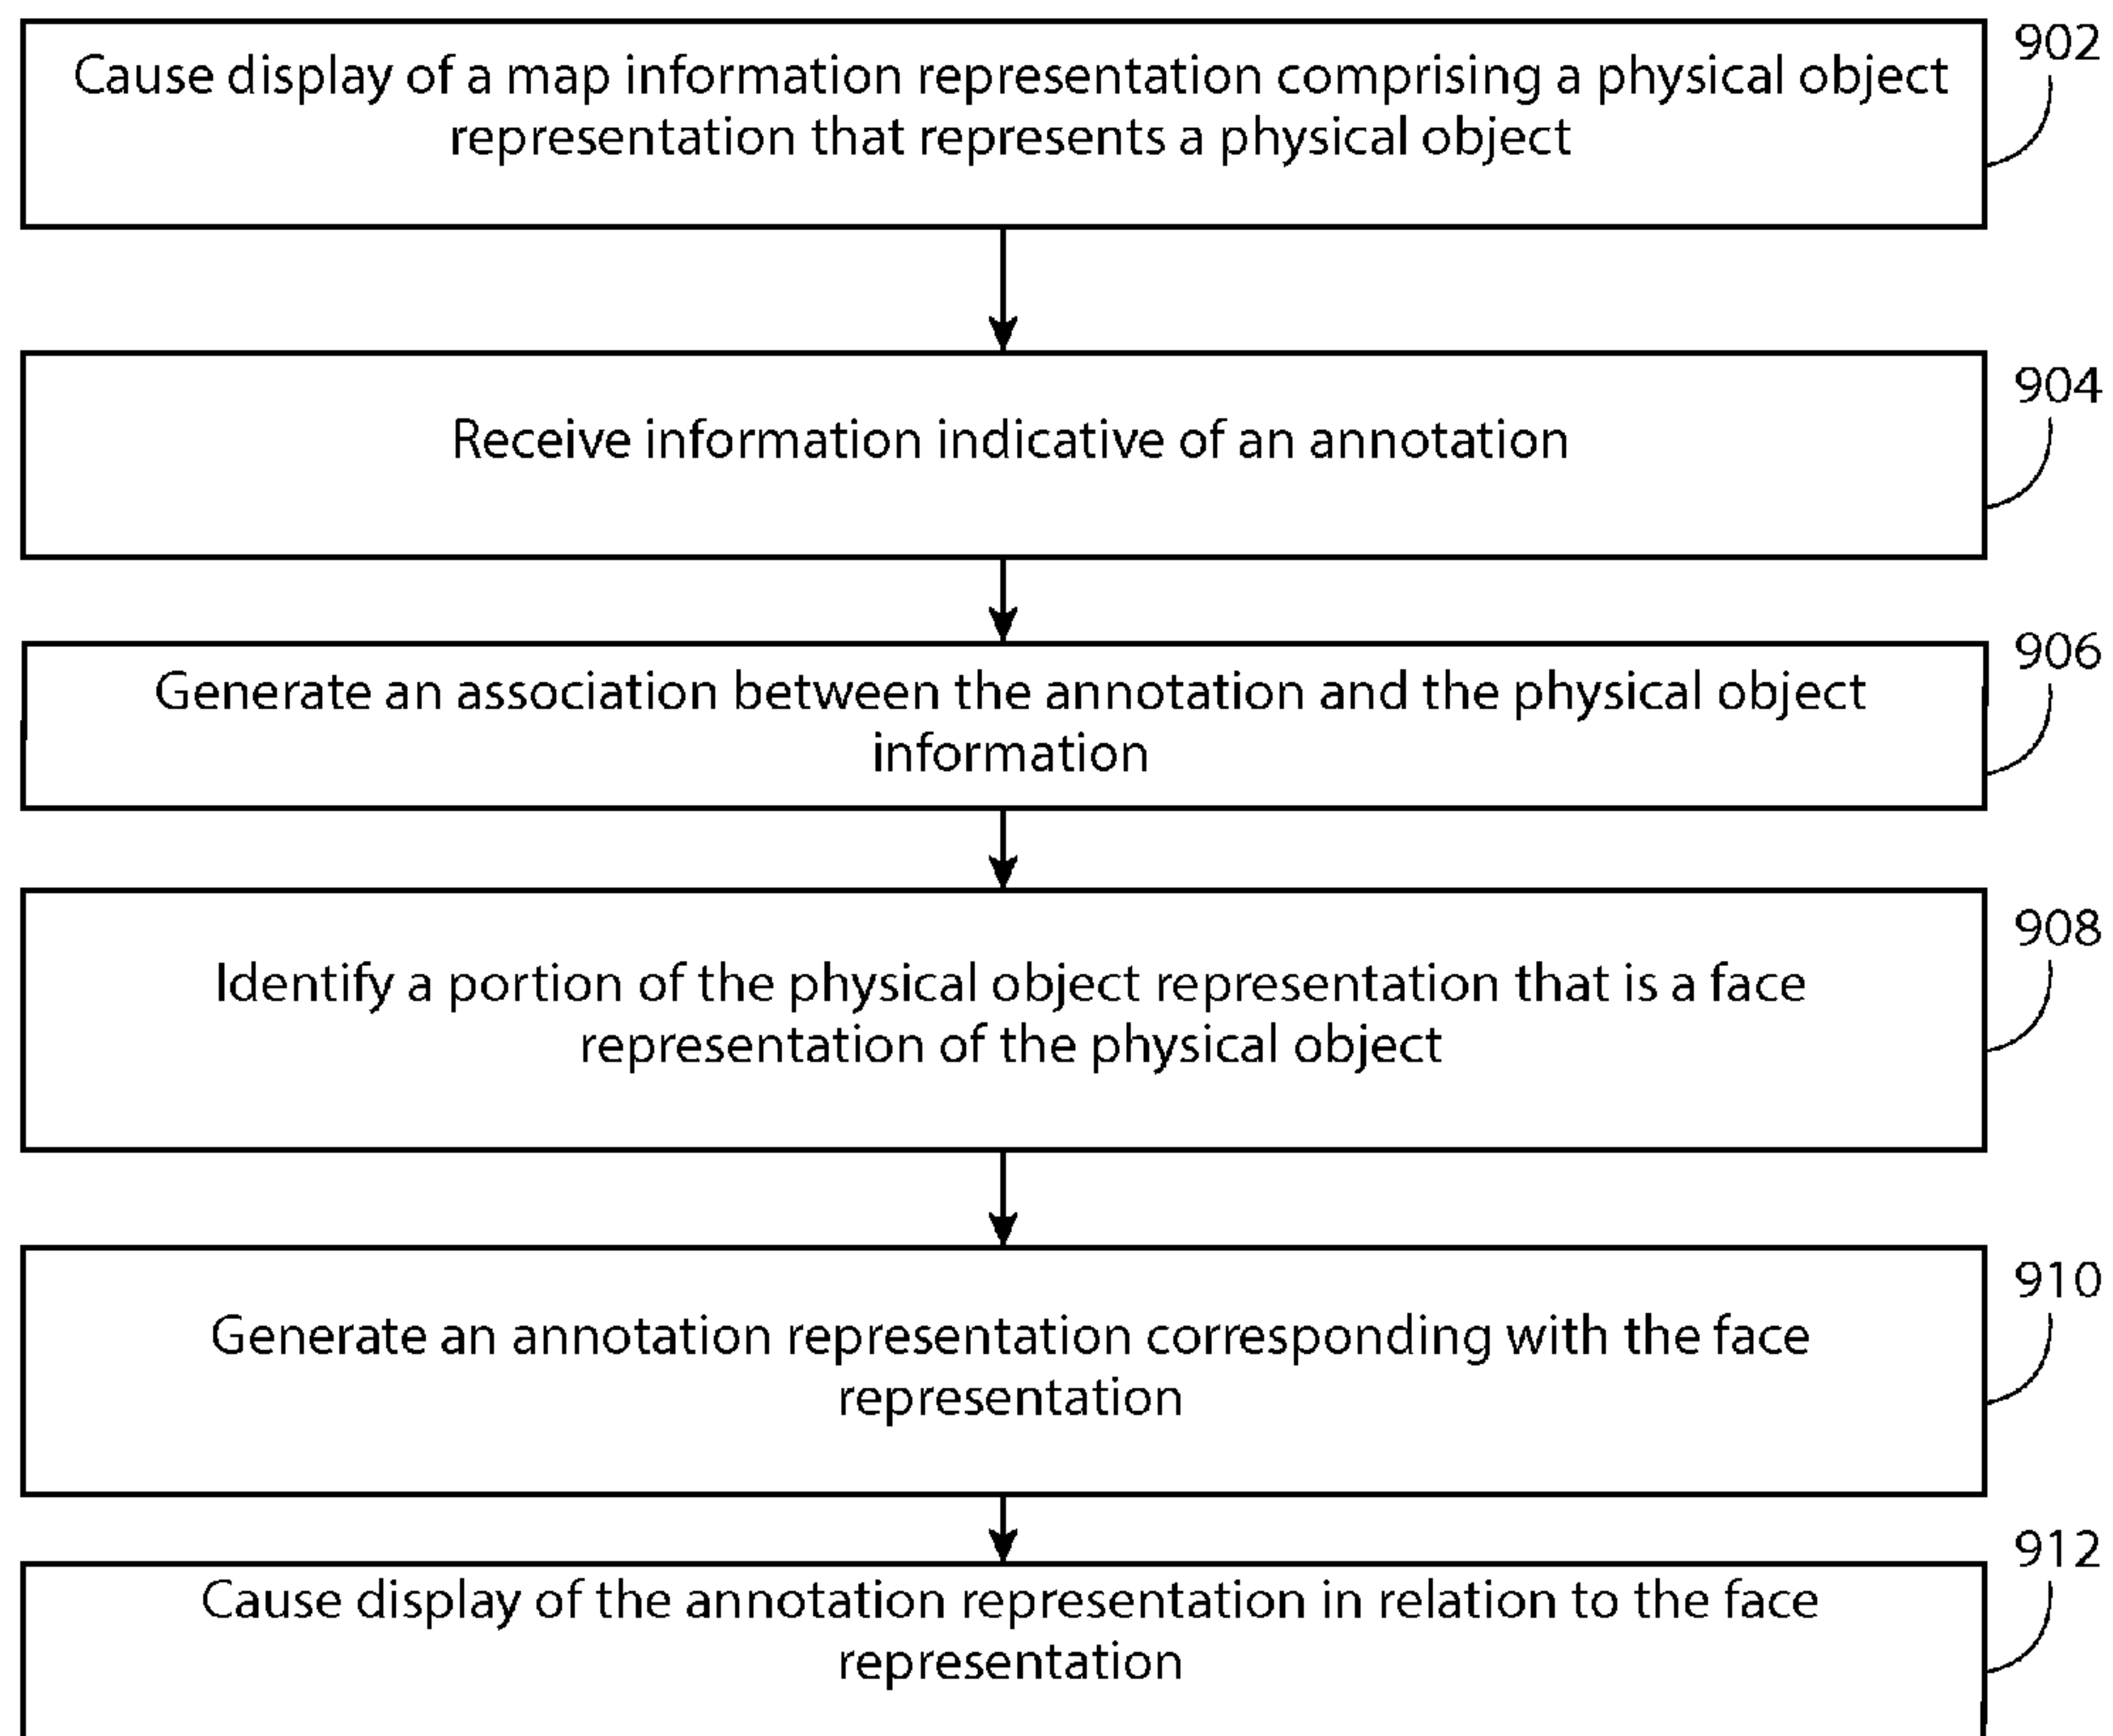 902
Cause display of a map information representation comprising a physical object
representation that represents a physical object
904
Receive information indicative of an annotation
906
Generate an association between the annotation and the physical object
information
908
Identify a portion of the physical object representation that is a face
representation of the physical object
910
Generate an annotation representation corresponding with the face
representation
912
Cause display of the annotation representation in relation to the face
representation